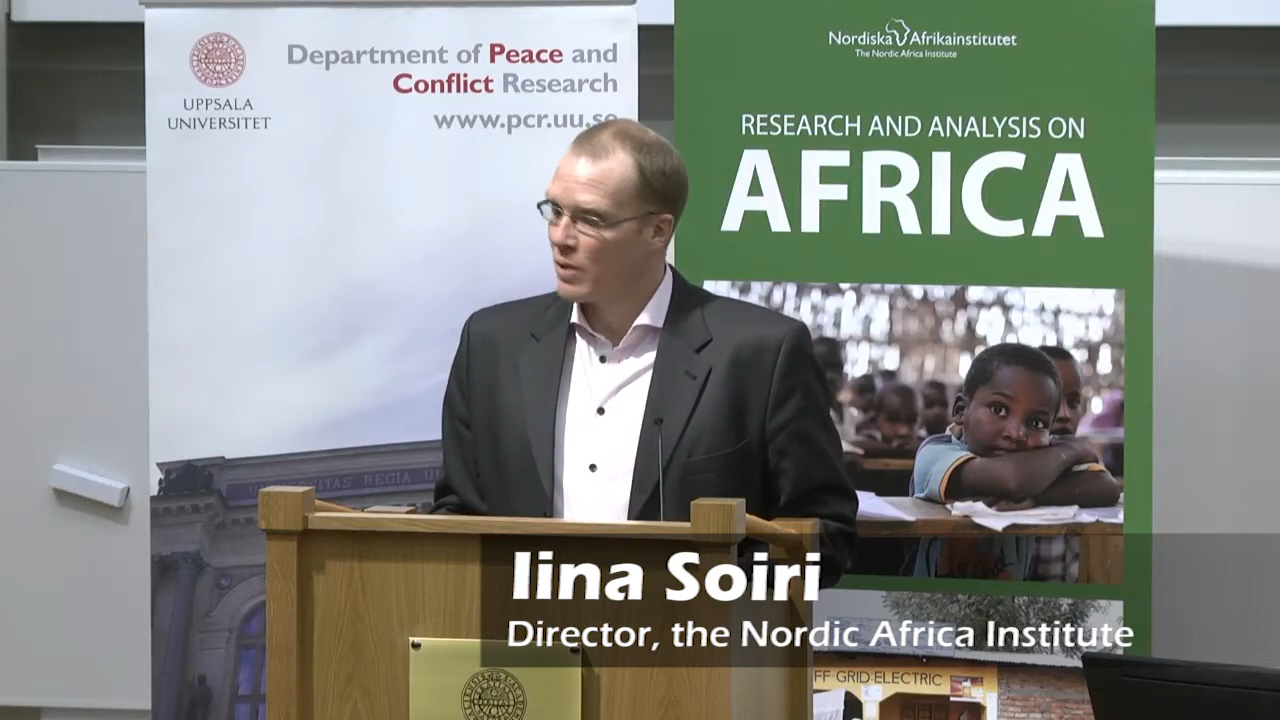 UPPSALA
UNIVERSITET
Department of Peace and
Conflict Research
www.pcr.uu.se
Nordiska Afrikainstitutet
The Nordic Africa Institute
RESEARCH AND ANALYSIS ON
AFRICA
REGIA
Iina Soiri
Director, the Nordic Africa Institute
GRID ELECTRIC